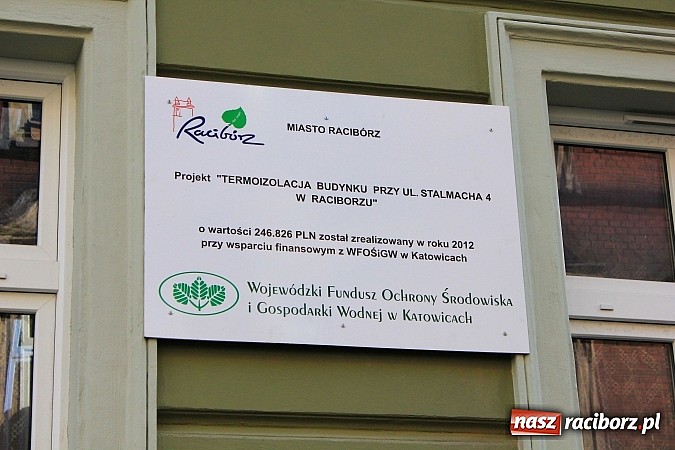 Racibórz
MIASTO RACIBÓRZ
Projekt "TERMOIZOLACJA BUDYNKU PRZY UL. STALMACHA 4
W RACIBORZU"
o wartości 246.826 PLN został zrealizowany w roku 2012
przy wsparciu finansowym z WFOŚiGW w Katowicach
Wojewódzki Fundusz Ochrony Środowiska
i Gospodarki Wodnej w Katowicach
nasz raciborz.pl